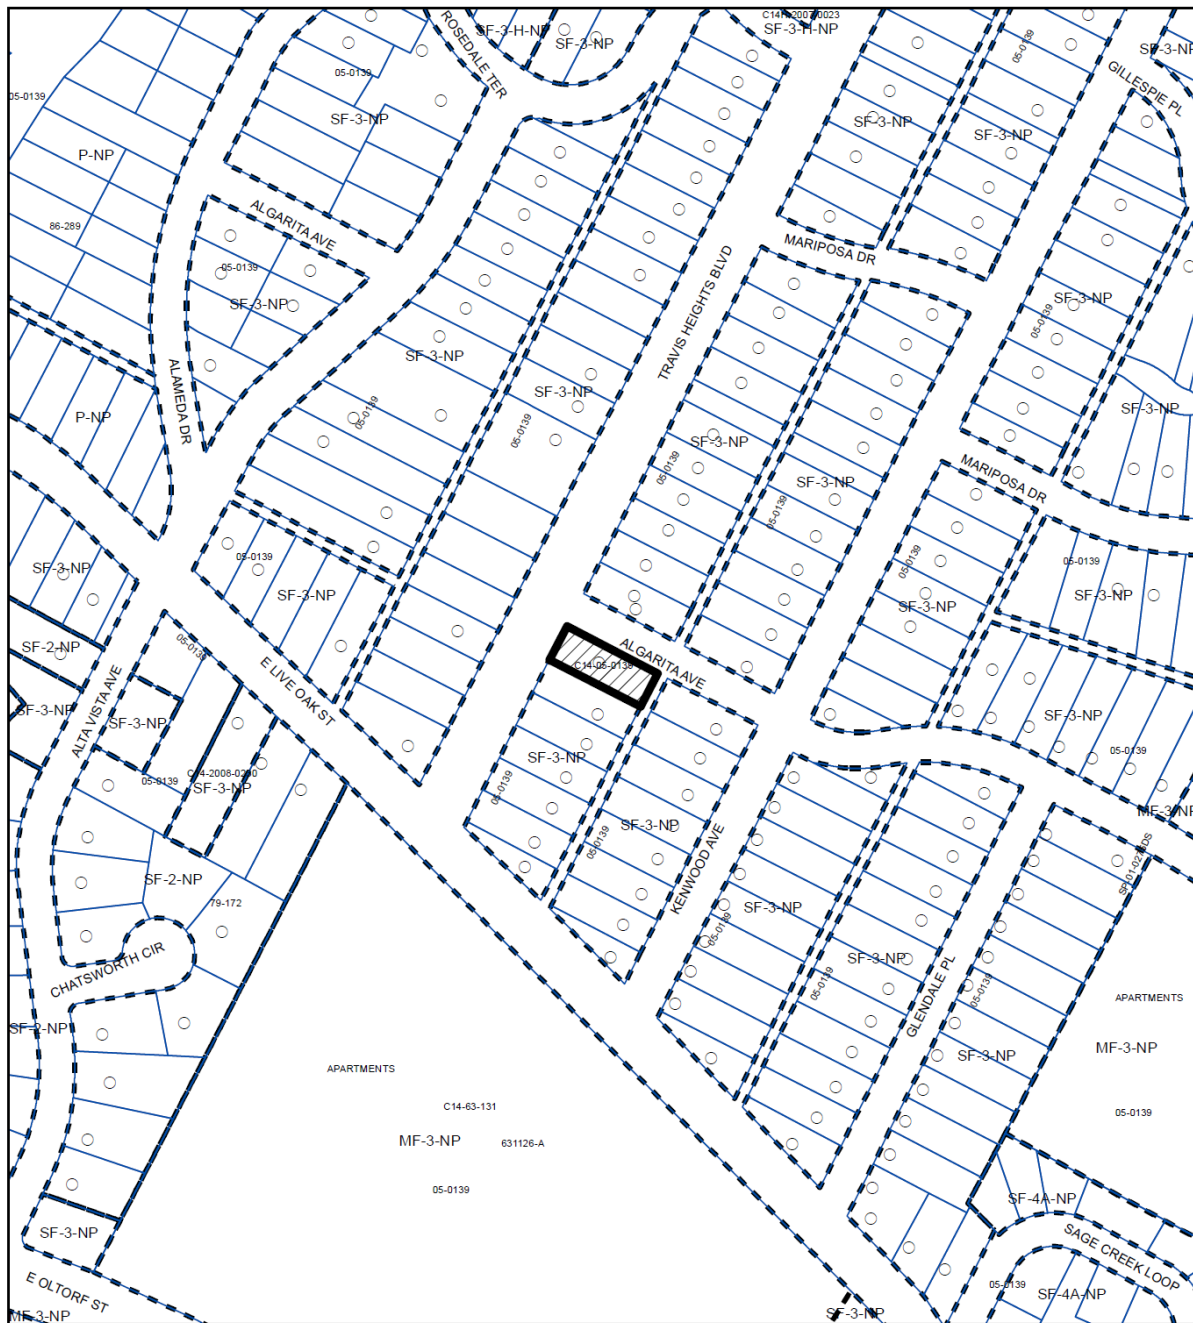 C14H-2007-0023
SF-3-H-NP
SF-3-NP
SF-3-H-NP
ROSEDALE TER
05-0139
SF-3-NP
05-0139
GILLESPIE PL
05-0139
05-0139
SF-3-NP
SF-3-NP
SF-3-NP
P-NP
86-289
ALGARITA AVE
05-0139
SF-3-NP
MARIPOSA DR
TRAVIS HEIGHTS BLVD
SF-3-NP
05-0139
SF-3-NP
ALAMEDA DR
SF-3-NP
05-0139
05-0139
P-NP
SF-3-NP
SF-3-NP
05-0139
SF-3-NP
05-0139
MARIPOSA DR
05-0139
SF-3-NP
SF-3-NP
05-0139
05-0139
SF-3-NP
SF-3-NP
SF-2-NP
05-0139
E LIVE OAK ST
ALGARITA AVE
C14-05-0139
ALTA VISTA AVE
SF-3-NP
SF-3-NP
SF-3-NP
05-0139
C14-2008-0200
SF-3-NP
SF-3-NP
05-0139
SF-3-NP
05-0139
MF-3-NP
SF-3-NP
05-0139
KENWOOD AVE
SF-2-NP
79-172
SF-3-NP
05-0139
SP-01-0276DS
CHATSWORTH CIR
SF-3-NP
05-0139
GLENDALE PL
05-0139
APARTMENTS
SF-2-NP
SF-3-NP
MF-3-NP
APARTMENTS
C14-63-131
05-0139
MF-3-NP
631126-A
05-0139
SF-4A-NP
SF-3-NP
SAGE CREEK LOOP
E OLTORF ST
05-0139
SF-4A-NP
MF-3-NP
SF-3-NP